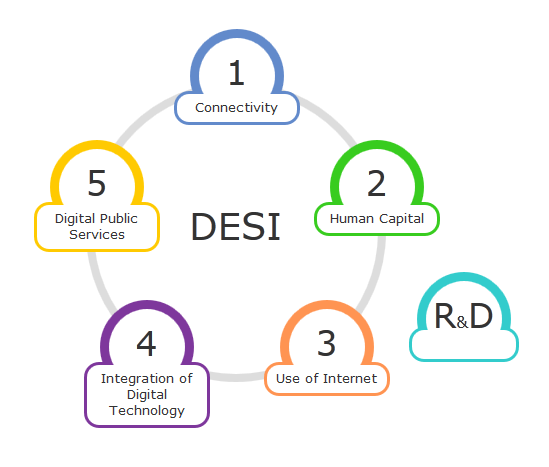 1
Connectivity
2
Human Capital
3
Use of Internet
4
Integration of
Digital
Technology
5
Digital Public
Services
DESI
R&D